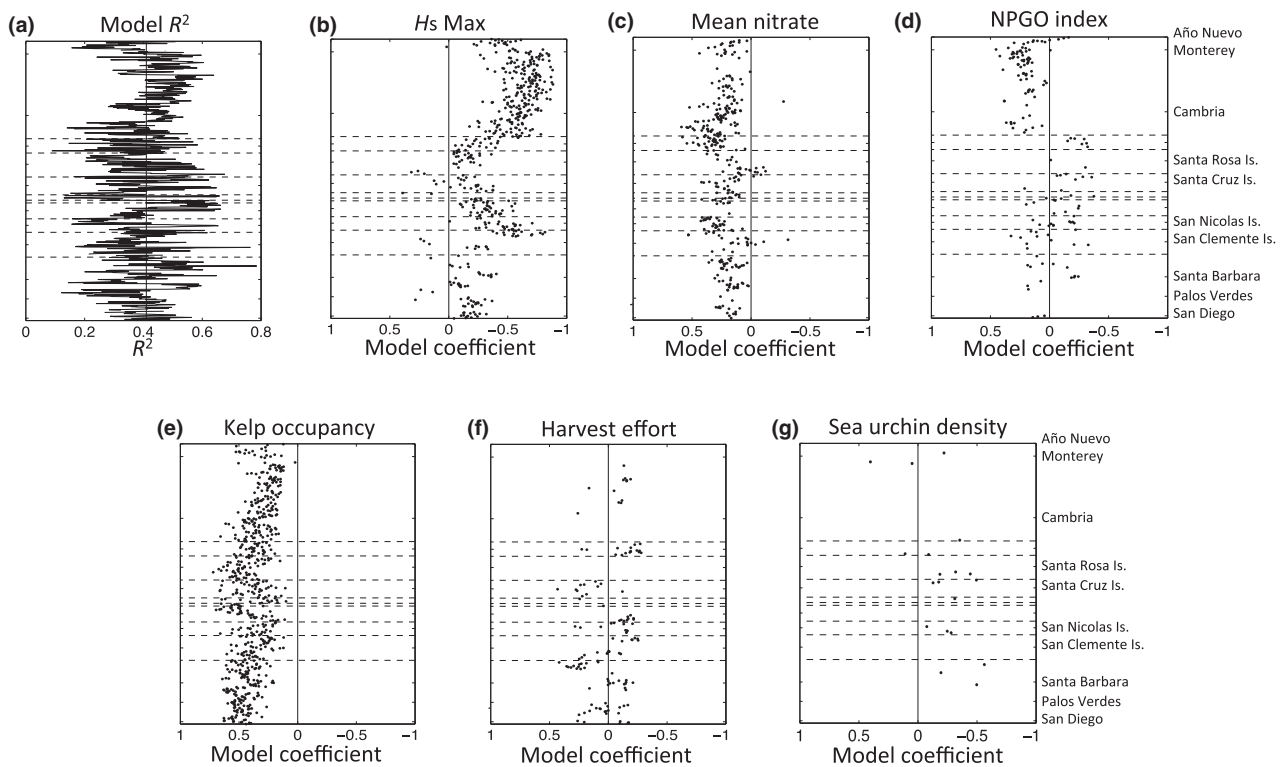 (a) Model R²
(b) Hs Max
(c) Mean nitrate
(d) NPGO index
Año Nuevo
Monterey
Cambria
Santa Rosa Is.
Santa Cruz Is.
San Nicolas Is.
San Clemente Is.
Santa Barbara
Palos Verdes
San Diego
0 0.2 0.4 0.6 0.8
R²
1 0.5 0 −0.5 −1
Model coefficient
1 0.5 0 −0.5 −1
Model coefficient
1 0.5 0 −0.5 −1
Model coefficient
(e) Kelp occupancy
(f) Harvest effort
(g) Sea urchin density
Año Nuevo
Monterey
Cambria
Santa Rosa Is.
Santa Cruz Is.
San Nicolas Is.
San Clemente Is.
Santa Barbara
Palos Verdes
San Diego
1 0.5 0 −0.5 −1
Model coefficient
1 0.5 0 −0.5 −1
Model coefficient
1 0.5 0 −0.5 −1
Model coefficient